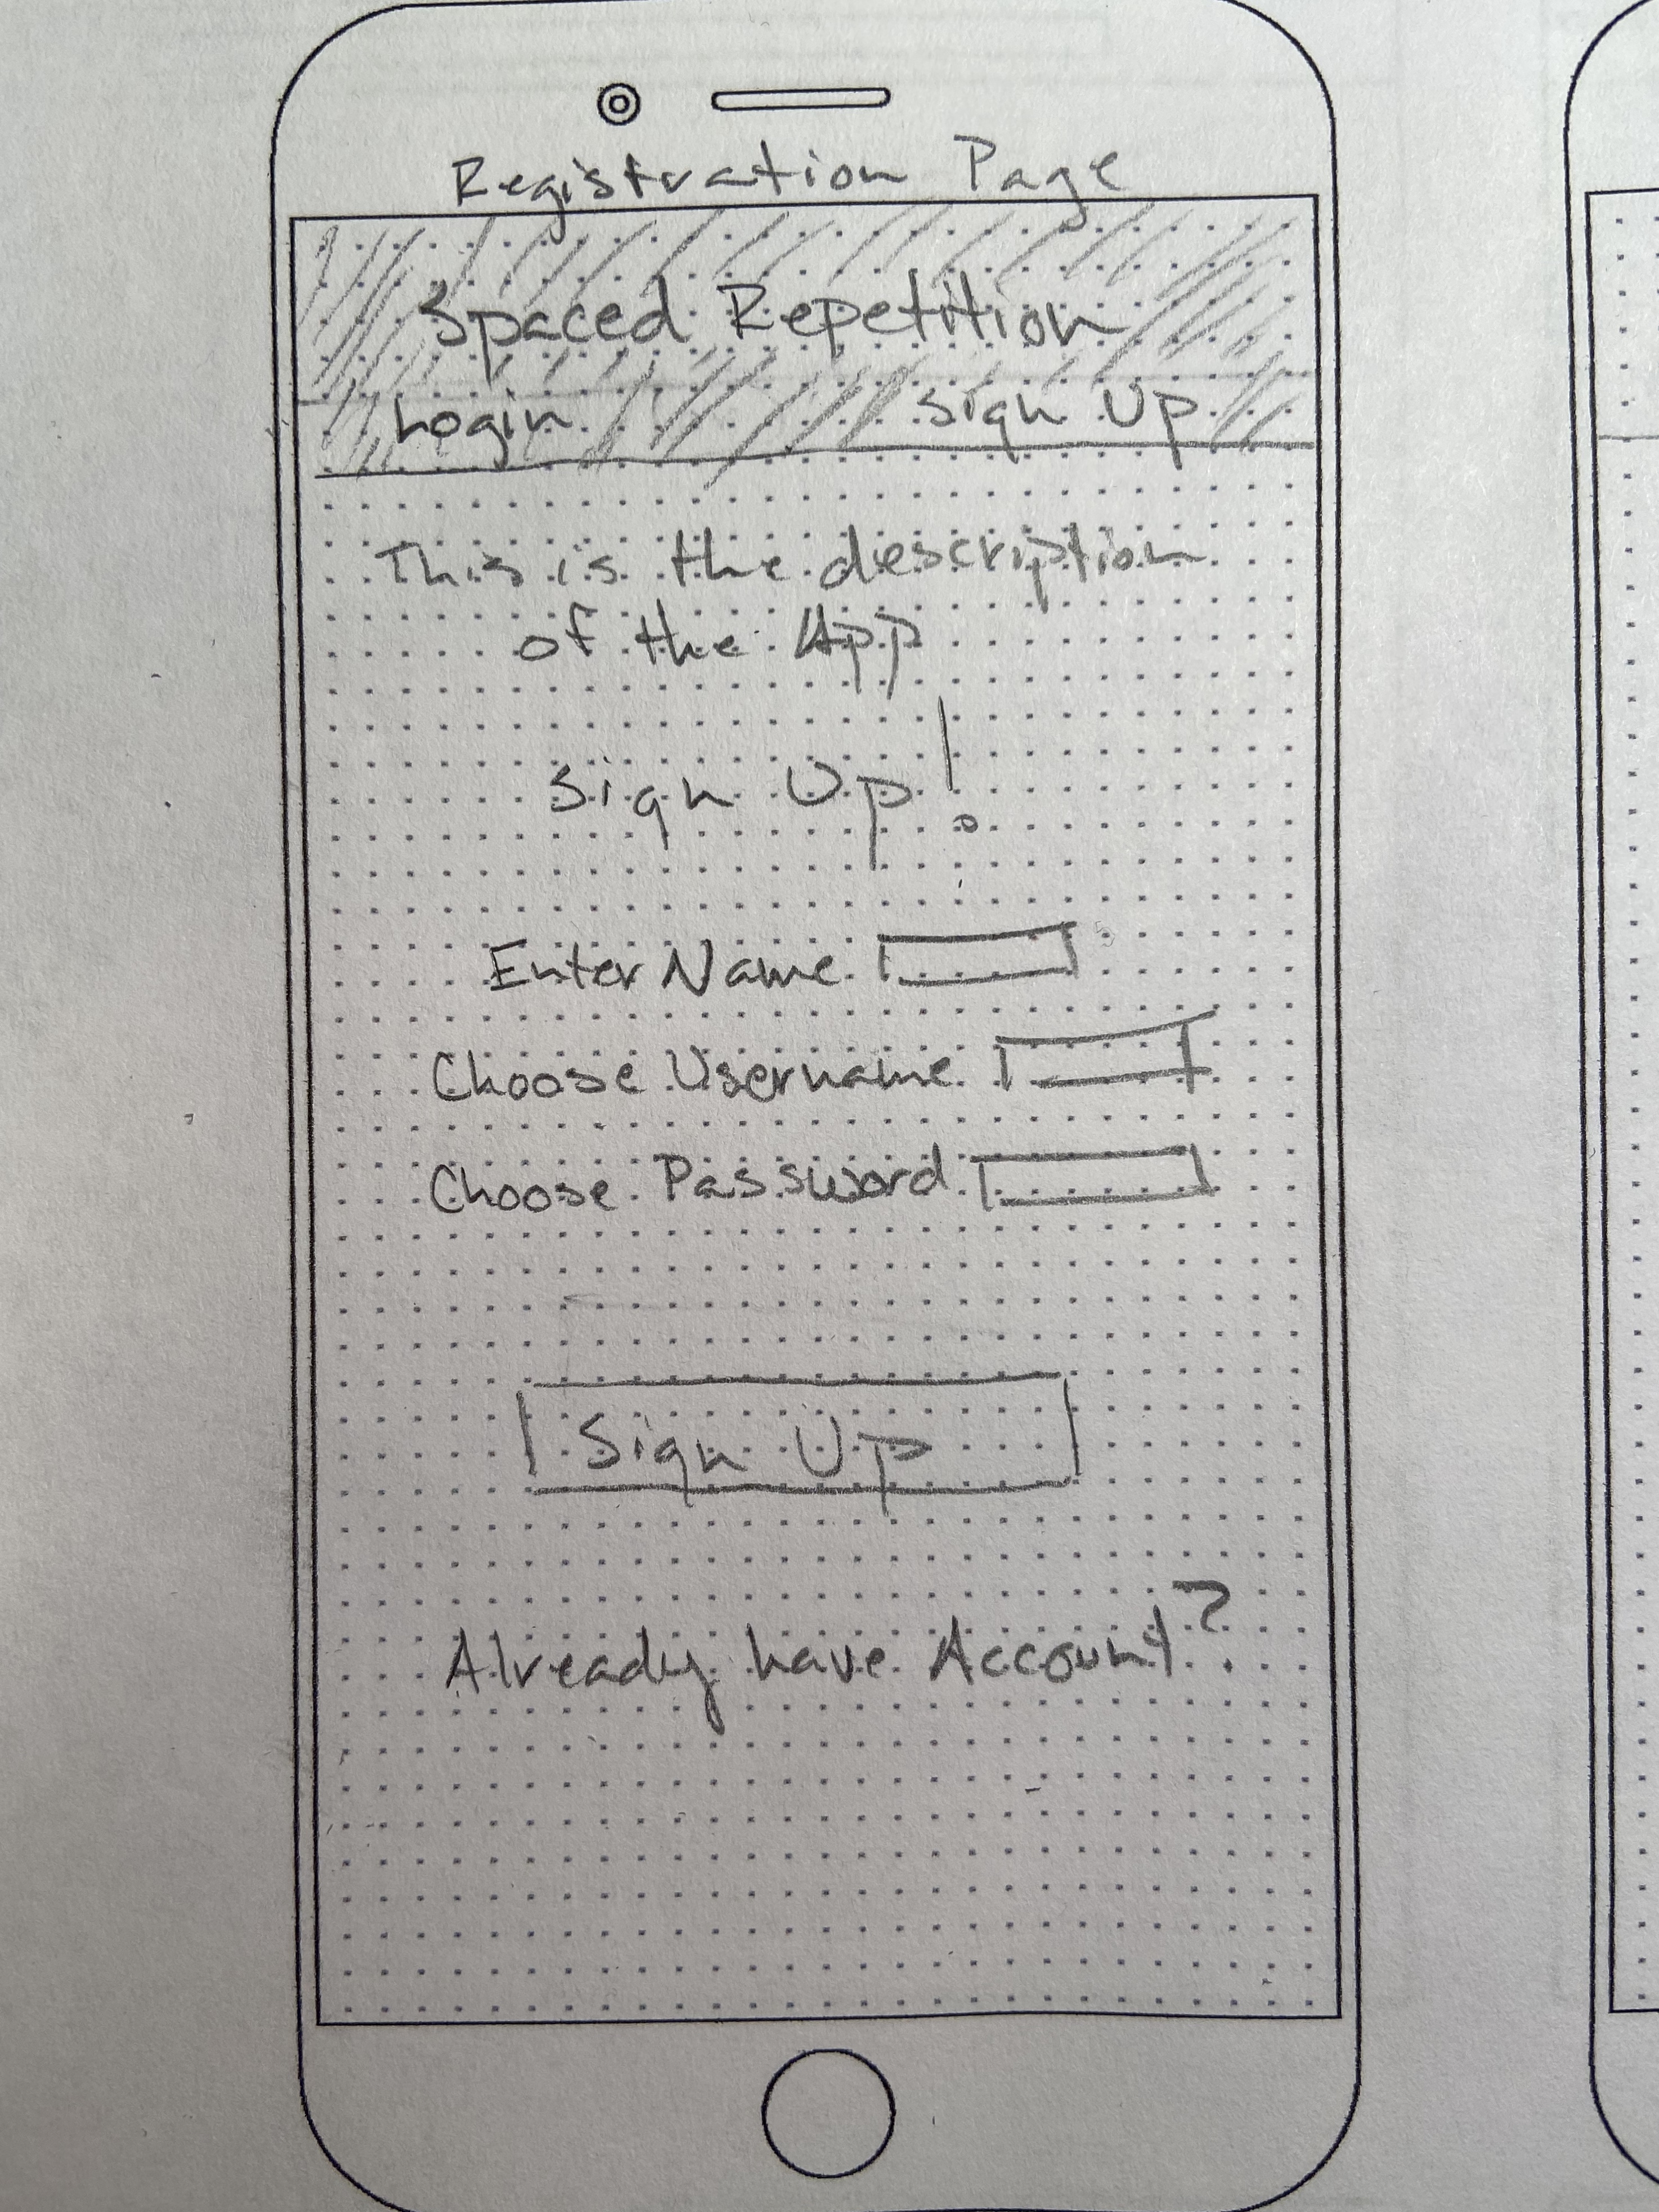 Registration Page
Spaced Repetition
Login Sign Up
This is the description
of the App
Sign Up!
Enter Name
Choose Username
Choose Password
Sign Up
Already have Account?